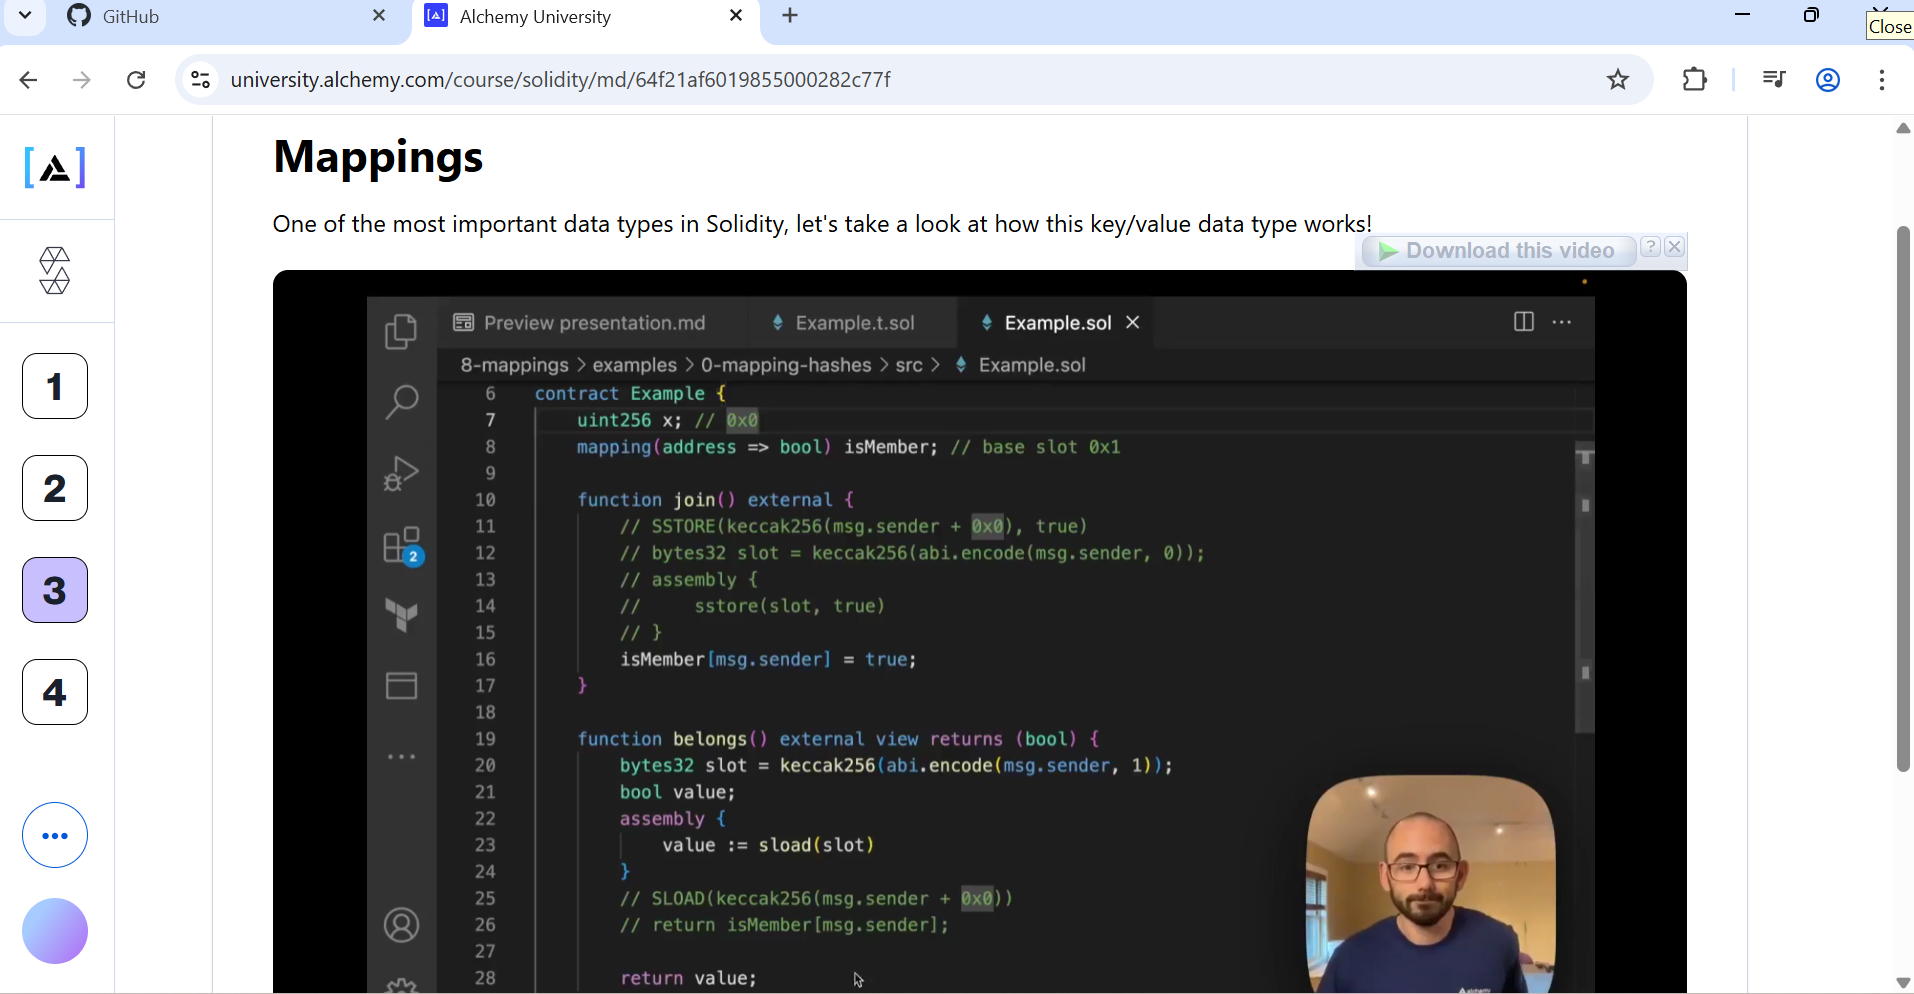 GitHub
Alchemy University
Close
university.alchemy.com/course/solidity/md/64f21af6019855000282c77f
Mappings
One of the most important data types in Solidity, let's take a look at how this key/value data type works!
Download this video ?
Preview presentation.md Example.t.sol Example.sol
8-mappings > examples > 0-mapping-hashes > src > Example.sol
6 contract Example {
7 uint256 x; // 0x0
8 mapping(address => bool) isMember; // base slot 0x1
9
10 function join() external {
11 // SSTORE(keccak256(msg.sender + 0x0), true)
12 // bytes32 slot = keccak256(abi.encode(msg.sender, 0));
13 // assembly {
14 // sstore(slot, true)
15 // }
16 isMember[msg.sender] = true;
17 }
18
19 function belongs() external view returns (bool) {
20 bytes32 slot = keccak256(abi.encode(msg.sender, 1));
21 bool value;
22 assembly {
23 value := sload(slot)
24 }
25 // SLOAD(keccak256(msg.sender + 0x0))
26 // return isMember[msg.sender];
27
28 return value;
1
2
3
4
2
alchemy